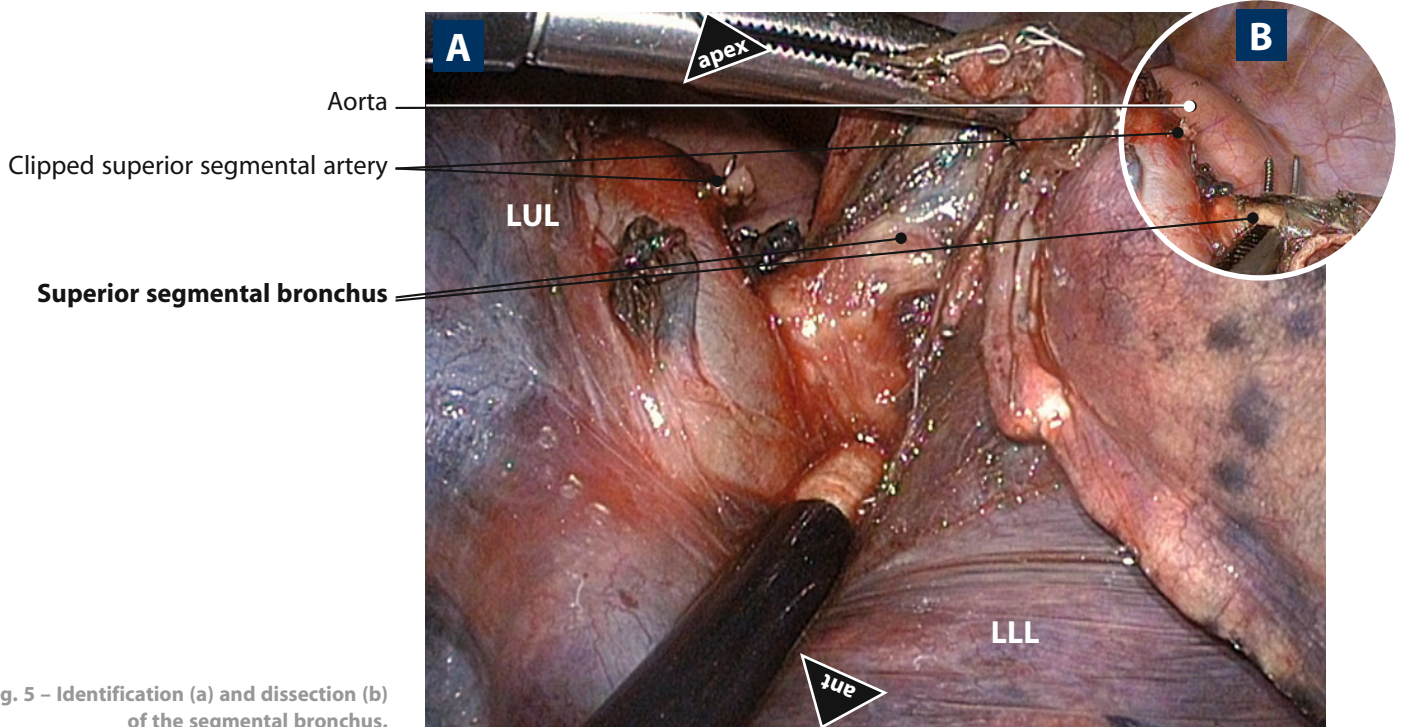 A
B
apex
Aorta
Clipped superior segmental artery
LUL
Superior segmental bronchus
LLL
ant
g. 5 – Identification (a) and dissection (b)
of the segmental bronchus.